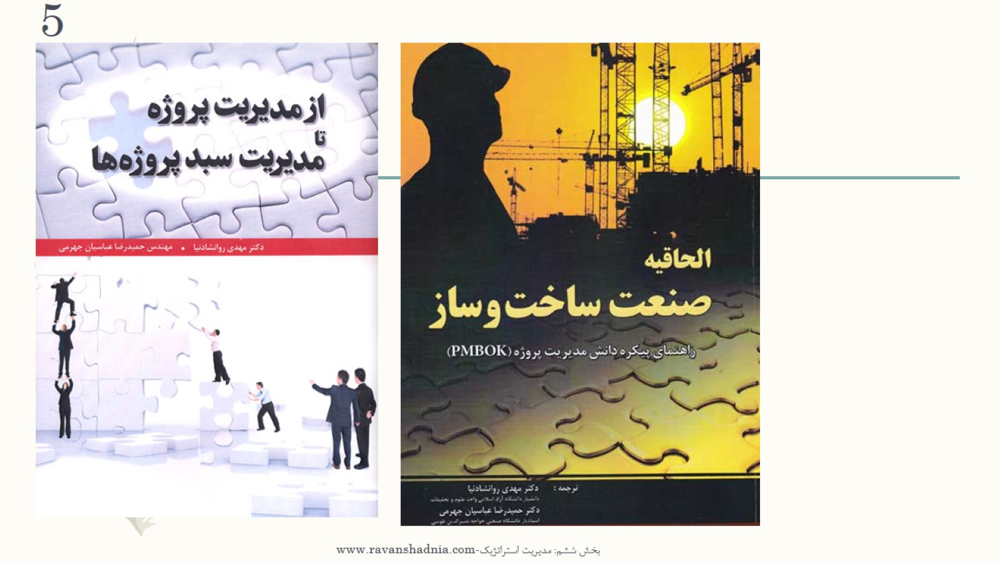 5
از مدیریت پروژه
تا
مدیریت سبد پروژه‌ها
دکتر مهدی روانشادنیا • مهندس حمیدرضا عباسیان جهرمی
الحاقیه
صنعت ساخت و ساز
راهنمای پیکره دانش مدیریت پروژه (PMBOK)
ترجمه : دکتر مهدی روانشادنیا
دانشیار دانشگاه آزاد اسلامی واحد علوم و تحقیقات
دکتر حمیدرضا عباسیان جهرمی
استادیار دانشگاه صنعتی خواجه نصیرالدین طوسی
بخش ششم: مدیریت استراتژیک-www.ravanshadnia.com